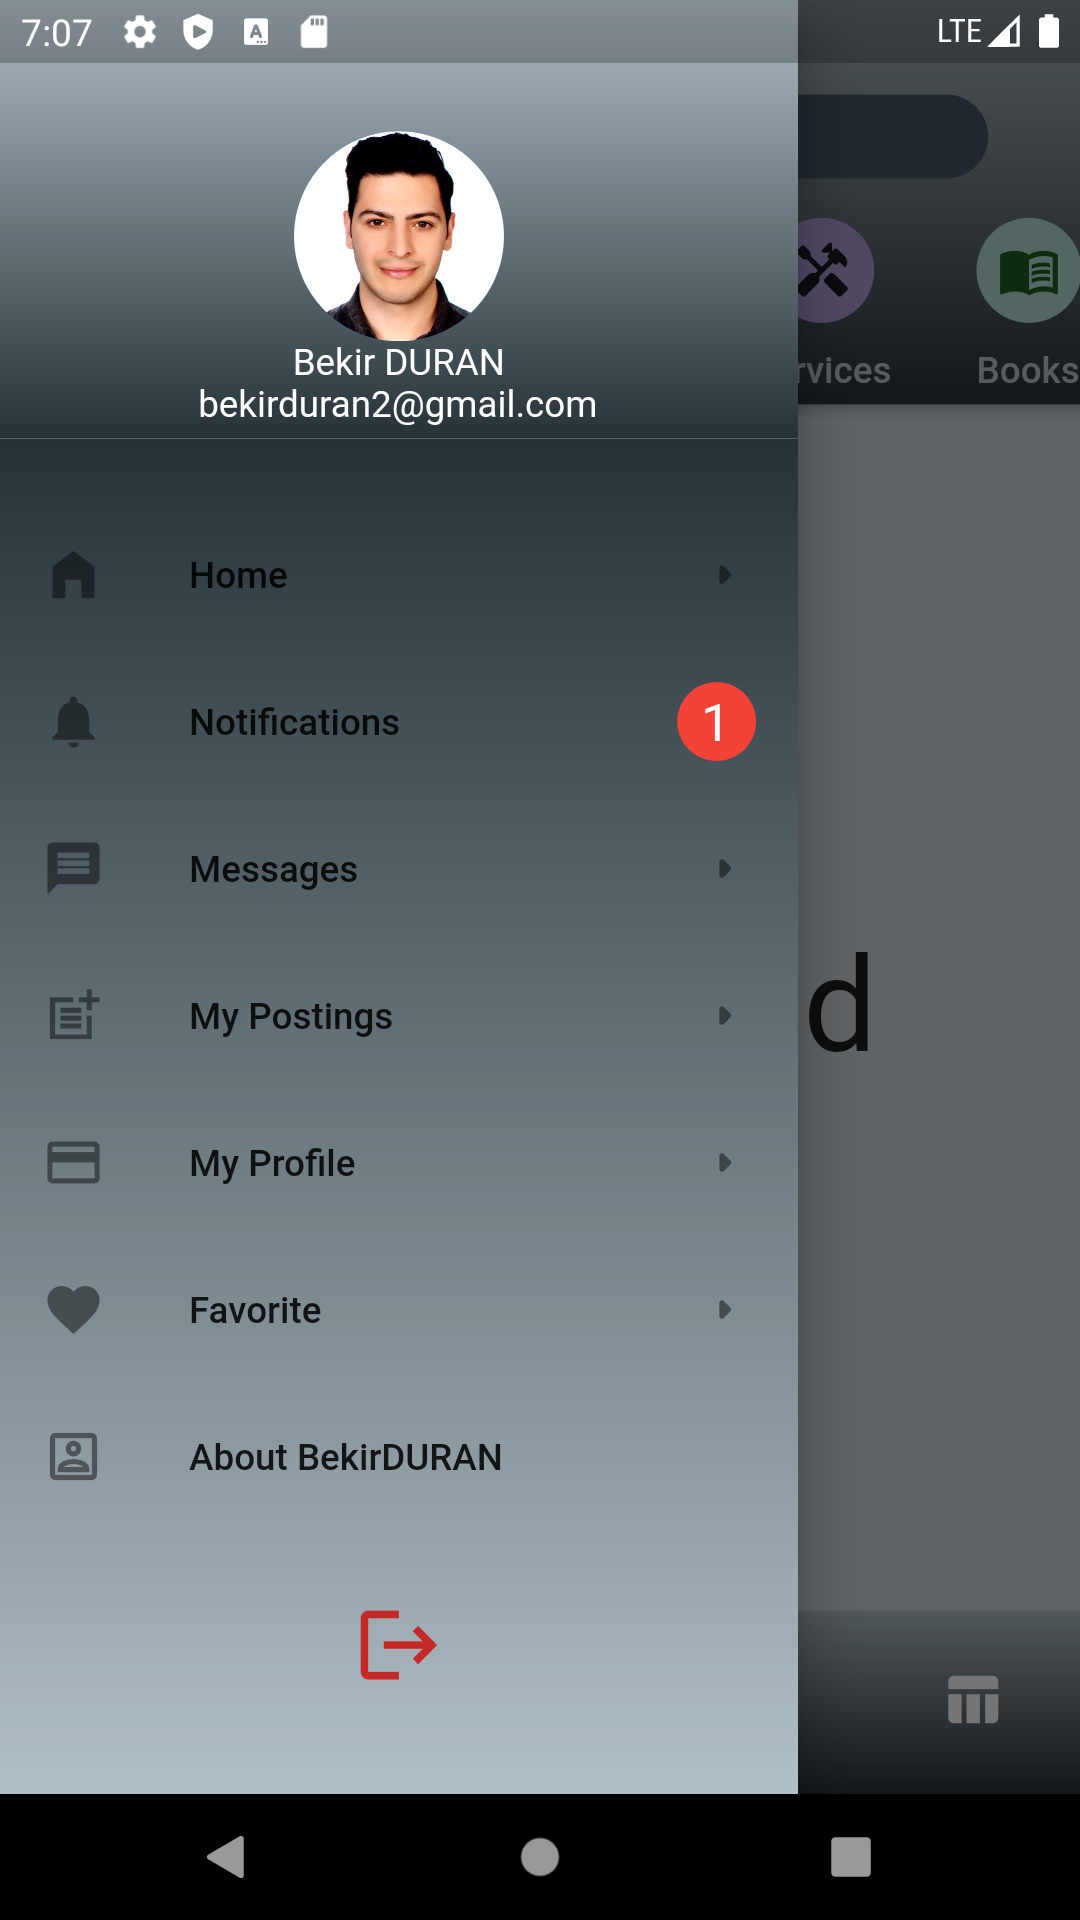 7:07
LTE
rvices
Books
Bekir DURAN
bekirduran2@gmail.com
Home
Notifications
1
Messages
My Postings
d
My Profile
Favorite
About BekirDURAN